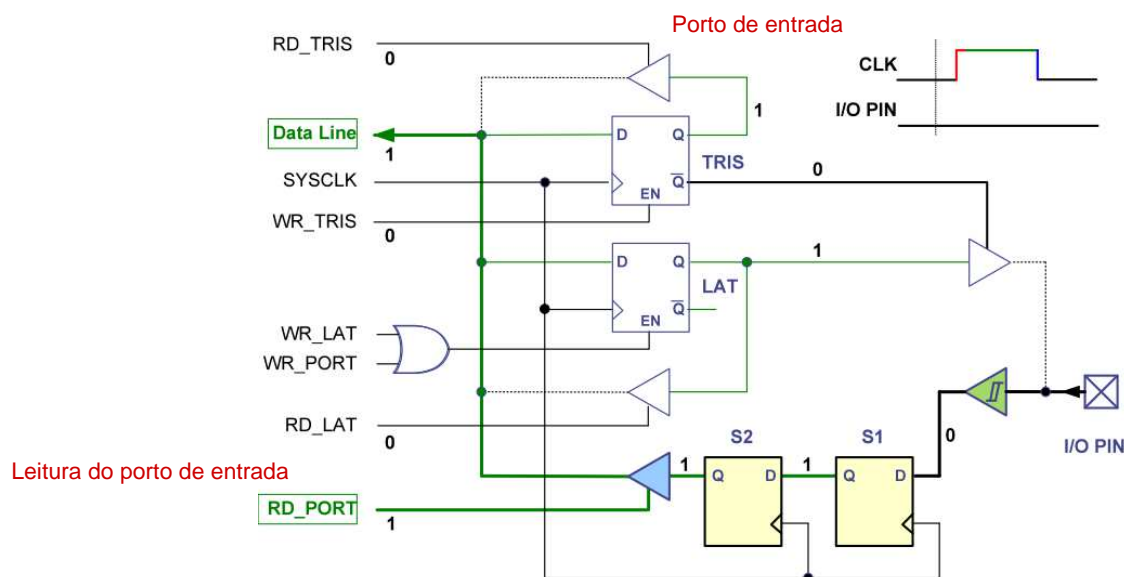 Porto de entrada
RD_TRIS
0
CLK
I/O PIN
1
Data Line
1
D Q
TRIS
SYSCLK
Q
0
EN
WR_TRIS
0
D Q
1
LAT
Q
EN
WR_LAT
WR_PORT
RD_LAT
0
S2
S1
0
I/O PIN
Leitura do porto de entrada
1
Q D
1
Q D
RD_PORT
1